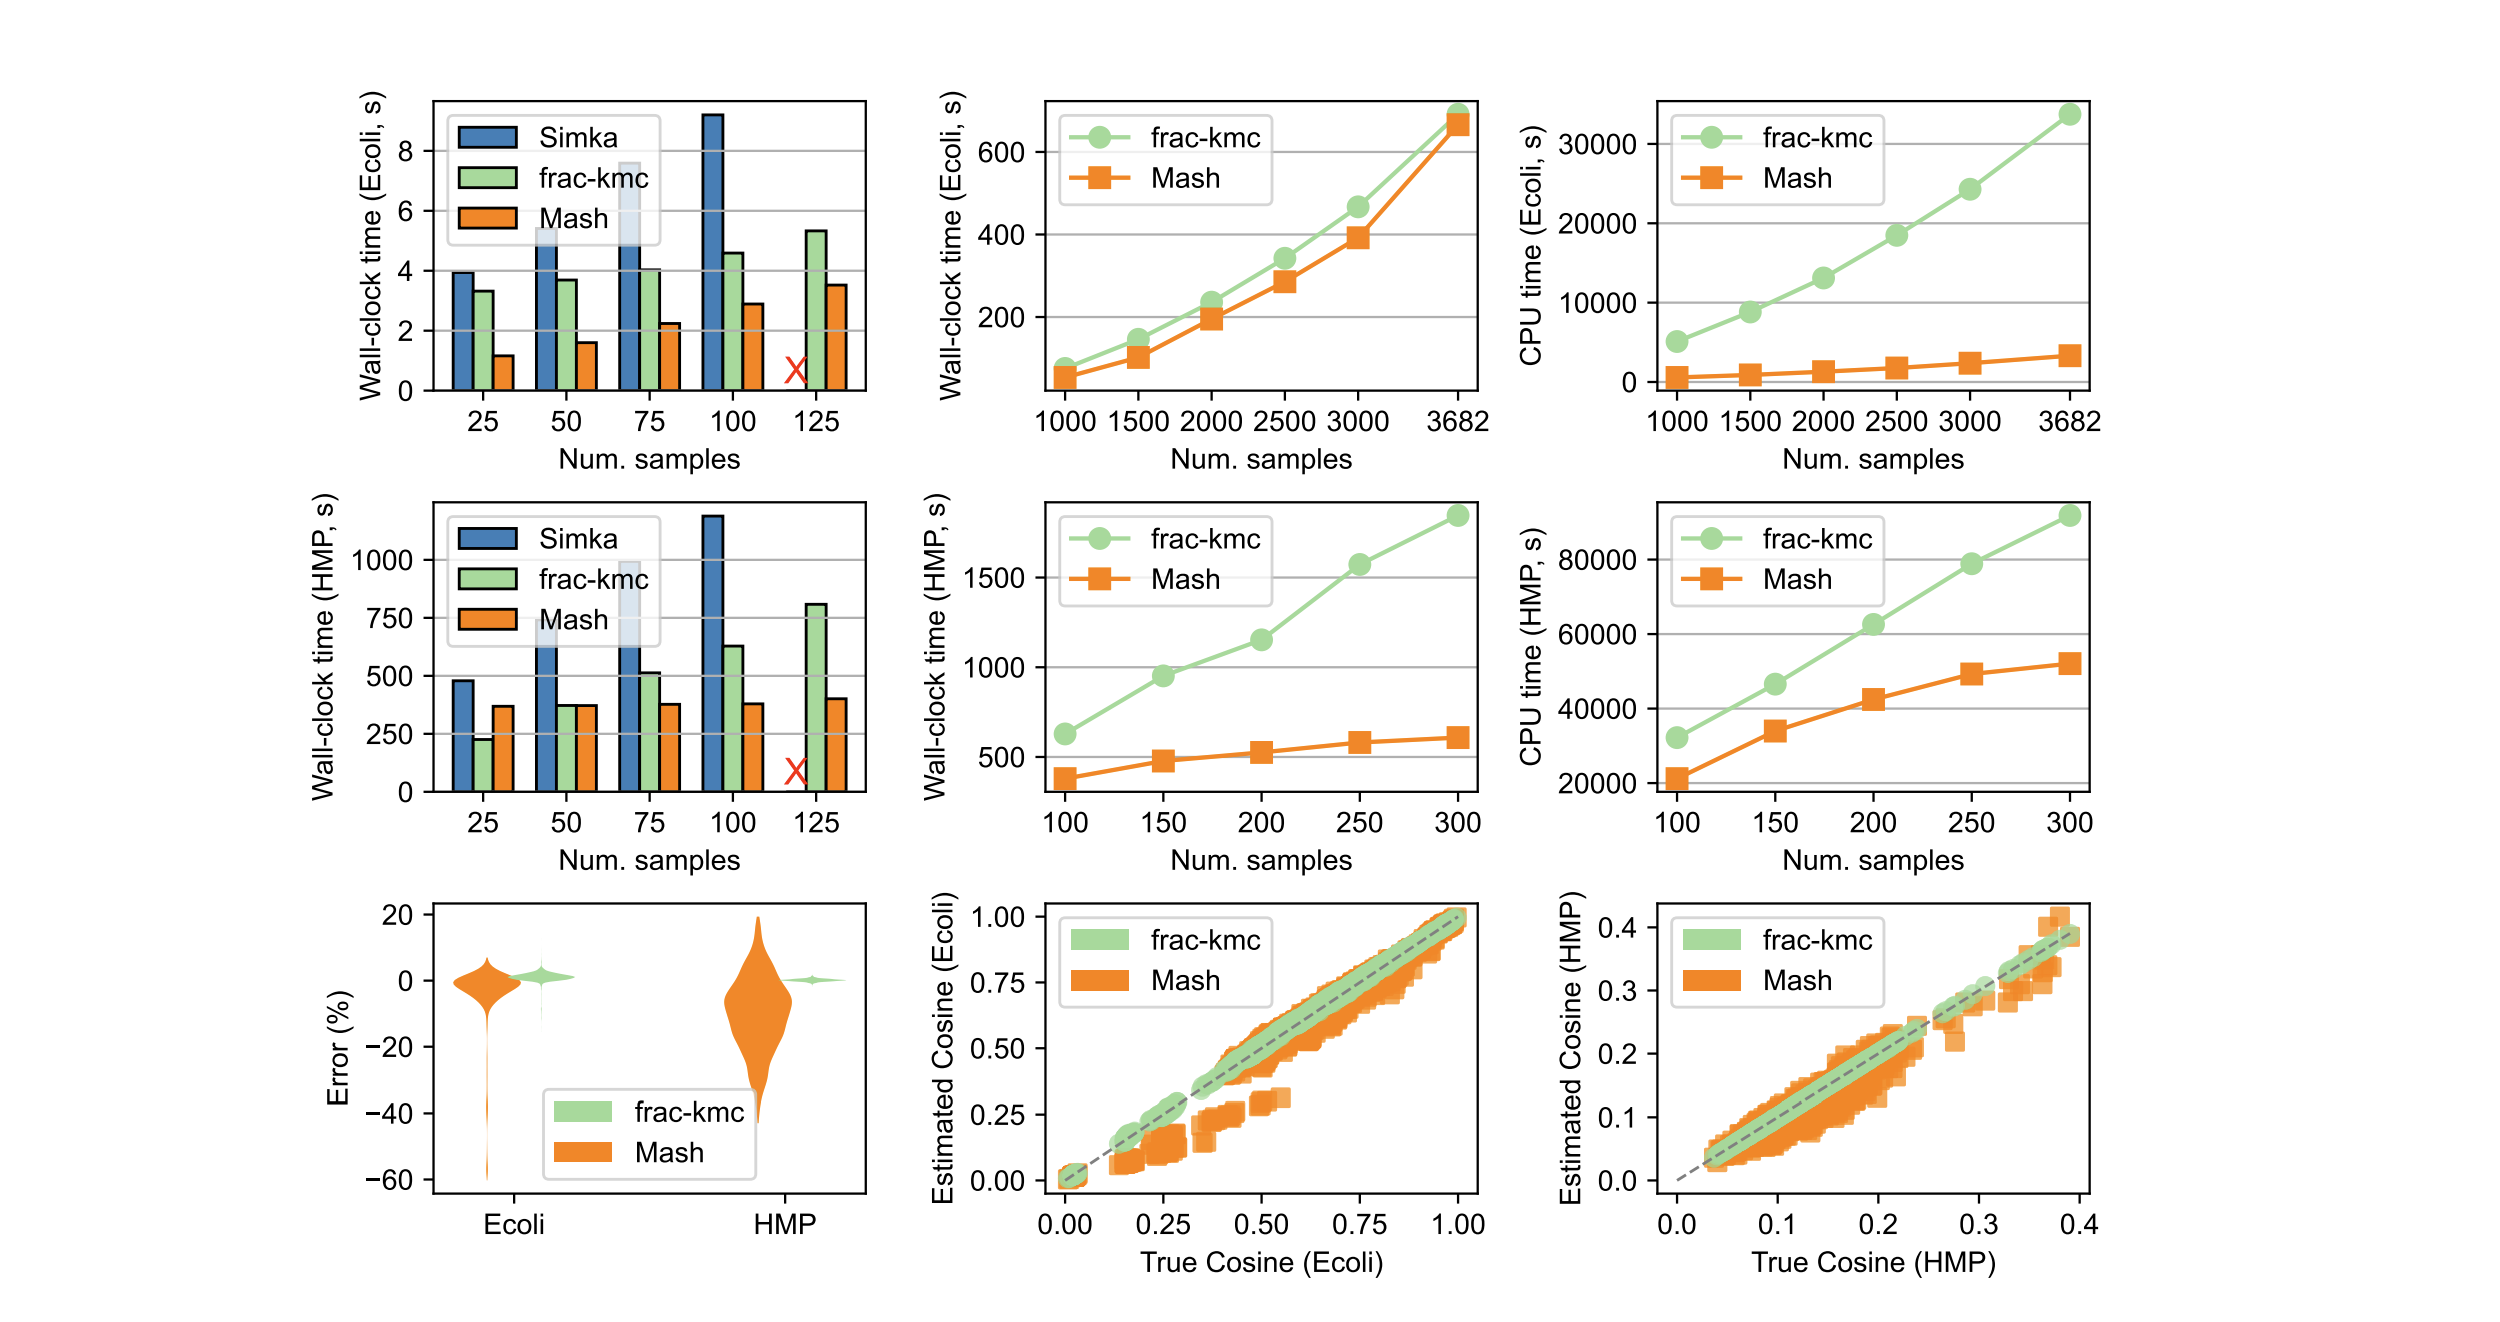 Wall-clock time (Ecoli, s)
8
6
4
2
0
Simka
frac-kmc
Mash
X
25 50 75 100 125
Num. samples
Wall-clock time (Ecoli, s)
600
400
200
frac-kmc
Mash
1000 1500 2000 2500 3000 3682
Num. samples
CPU time (Ecoli, s)
30000
20000
10000
0
frac-kmc
Mash
1000 1500 2000 2500 3000 3682
Num. samples
Wall-clock time (HMP, s)
1000
750
500
250
0
Simka
frac-kmc
Mash
X
25 50 75 100 125
Num. samples
Wall-clock time (HMP, s)
1500
1000
500
frac-kmc
Mash
100 150 200 250 300
Num. samples
CPU time (HMP, s)
80000
60000
40000
20000
frac-kmc
Mash
100 150 200 250 300
Num. samples
Error (%)
20
0
−20
−40
−60
frac-kmc
Mash
Ecoli HMP
Estimated Cosine (Ecoli)
1.00
0.75
0.50
0.25
0.00
frac-kmc
Mash
0.00 0.25 0.50 0.75 1.00
True Cosine (Ecoli)
Estimated Cosine (HMP)
0.4
0.3
0.2
0.1
0.0
frac-kmc
Mash
0.0 0.1 0.2 0.3 0.4
True Cosine (HMP)